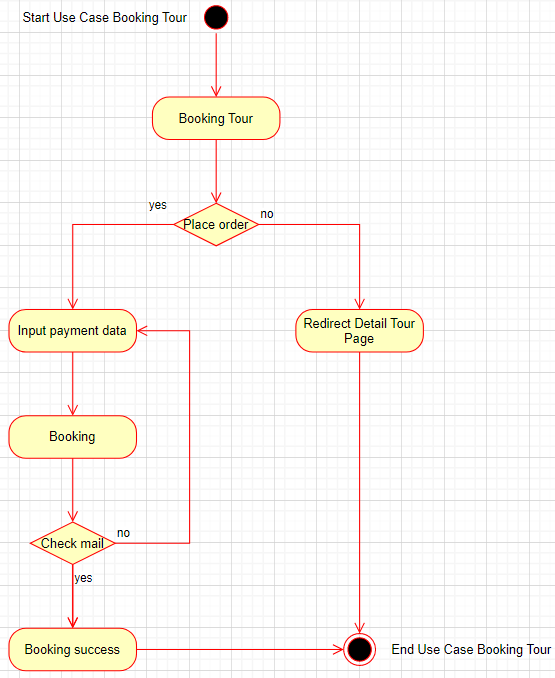 Start Use Case Booking Tour
Booking Tour
yes
Place order
no
Input payment data
Redirect Detail Tour
Page
Booking
Check mail
no
yes
Booking success
End Use Case Booking Tour